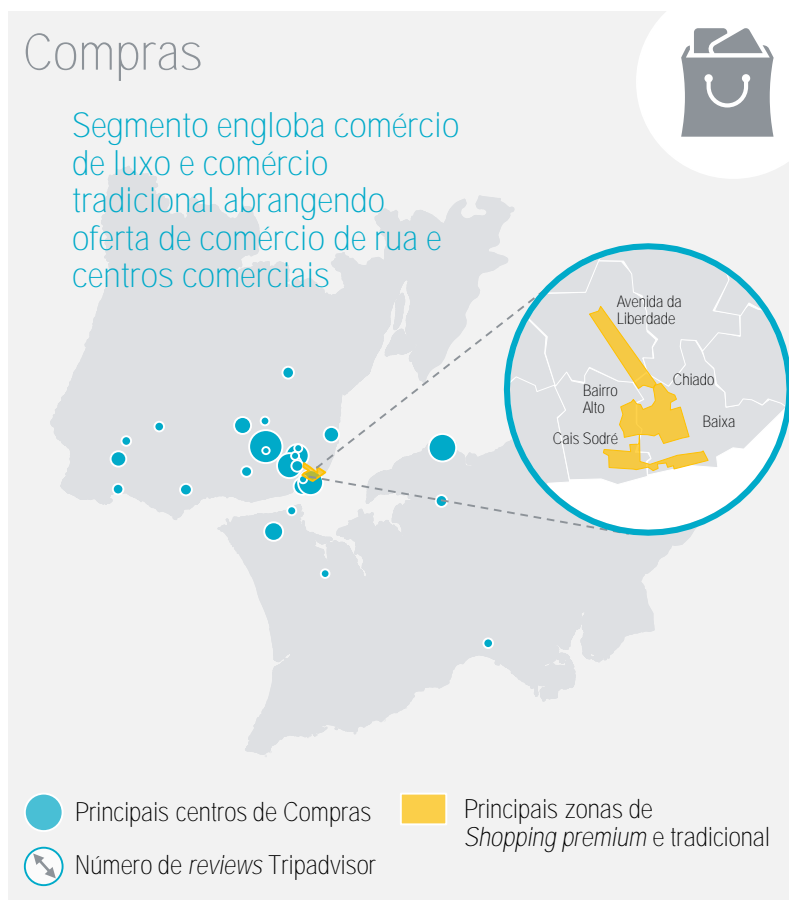 Compras
Segmento engloba comércio
de luxo e comércio
tradicional abrangendo
oferta de comércio de rua e
centros comerciais
Avenida da
Liberdade
Chiado
Bairro
Alto
Baixa
Cais Sodré
Principais centros de Compras
Principais zonas de
Shopping premium e tradicional
Número de reviews Tripadvisor